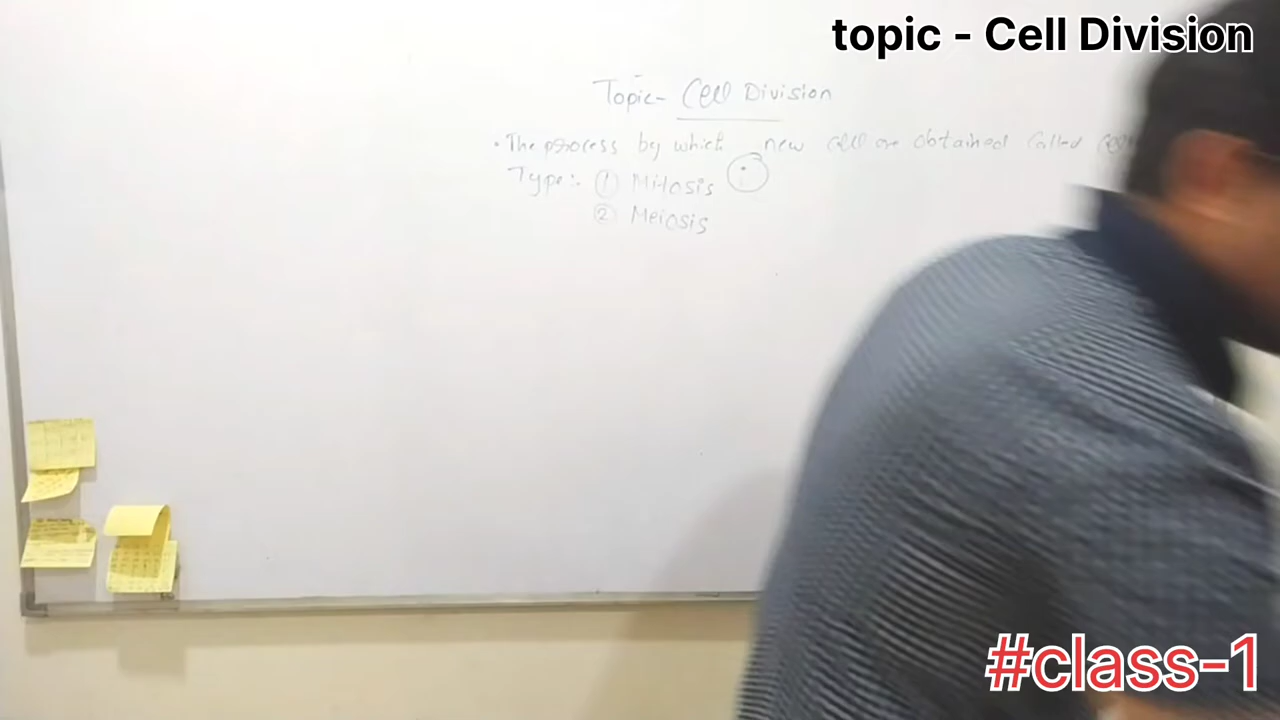 topic - Cell Division
Topic- Cell Division
• The process by which new cell are obtained called
Type:- ① Mitosis
② Meiosis
#class-1